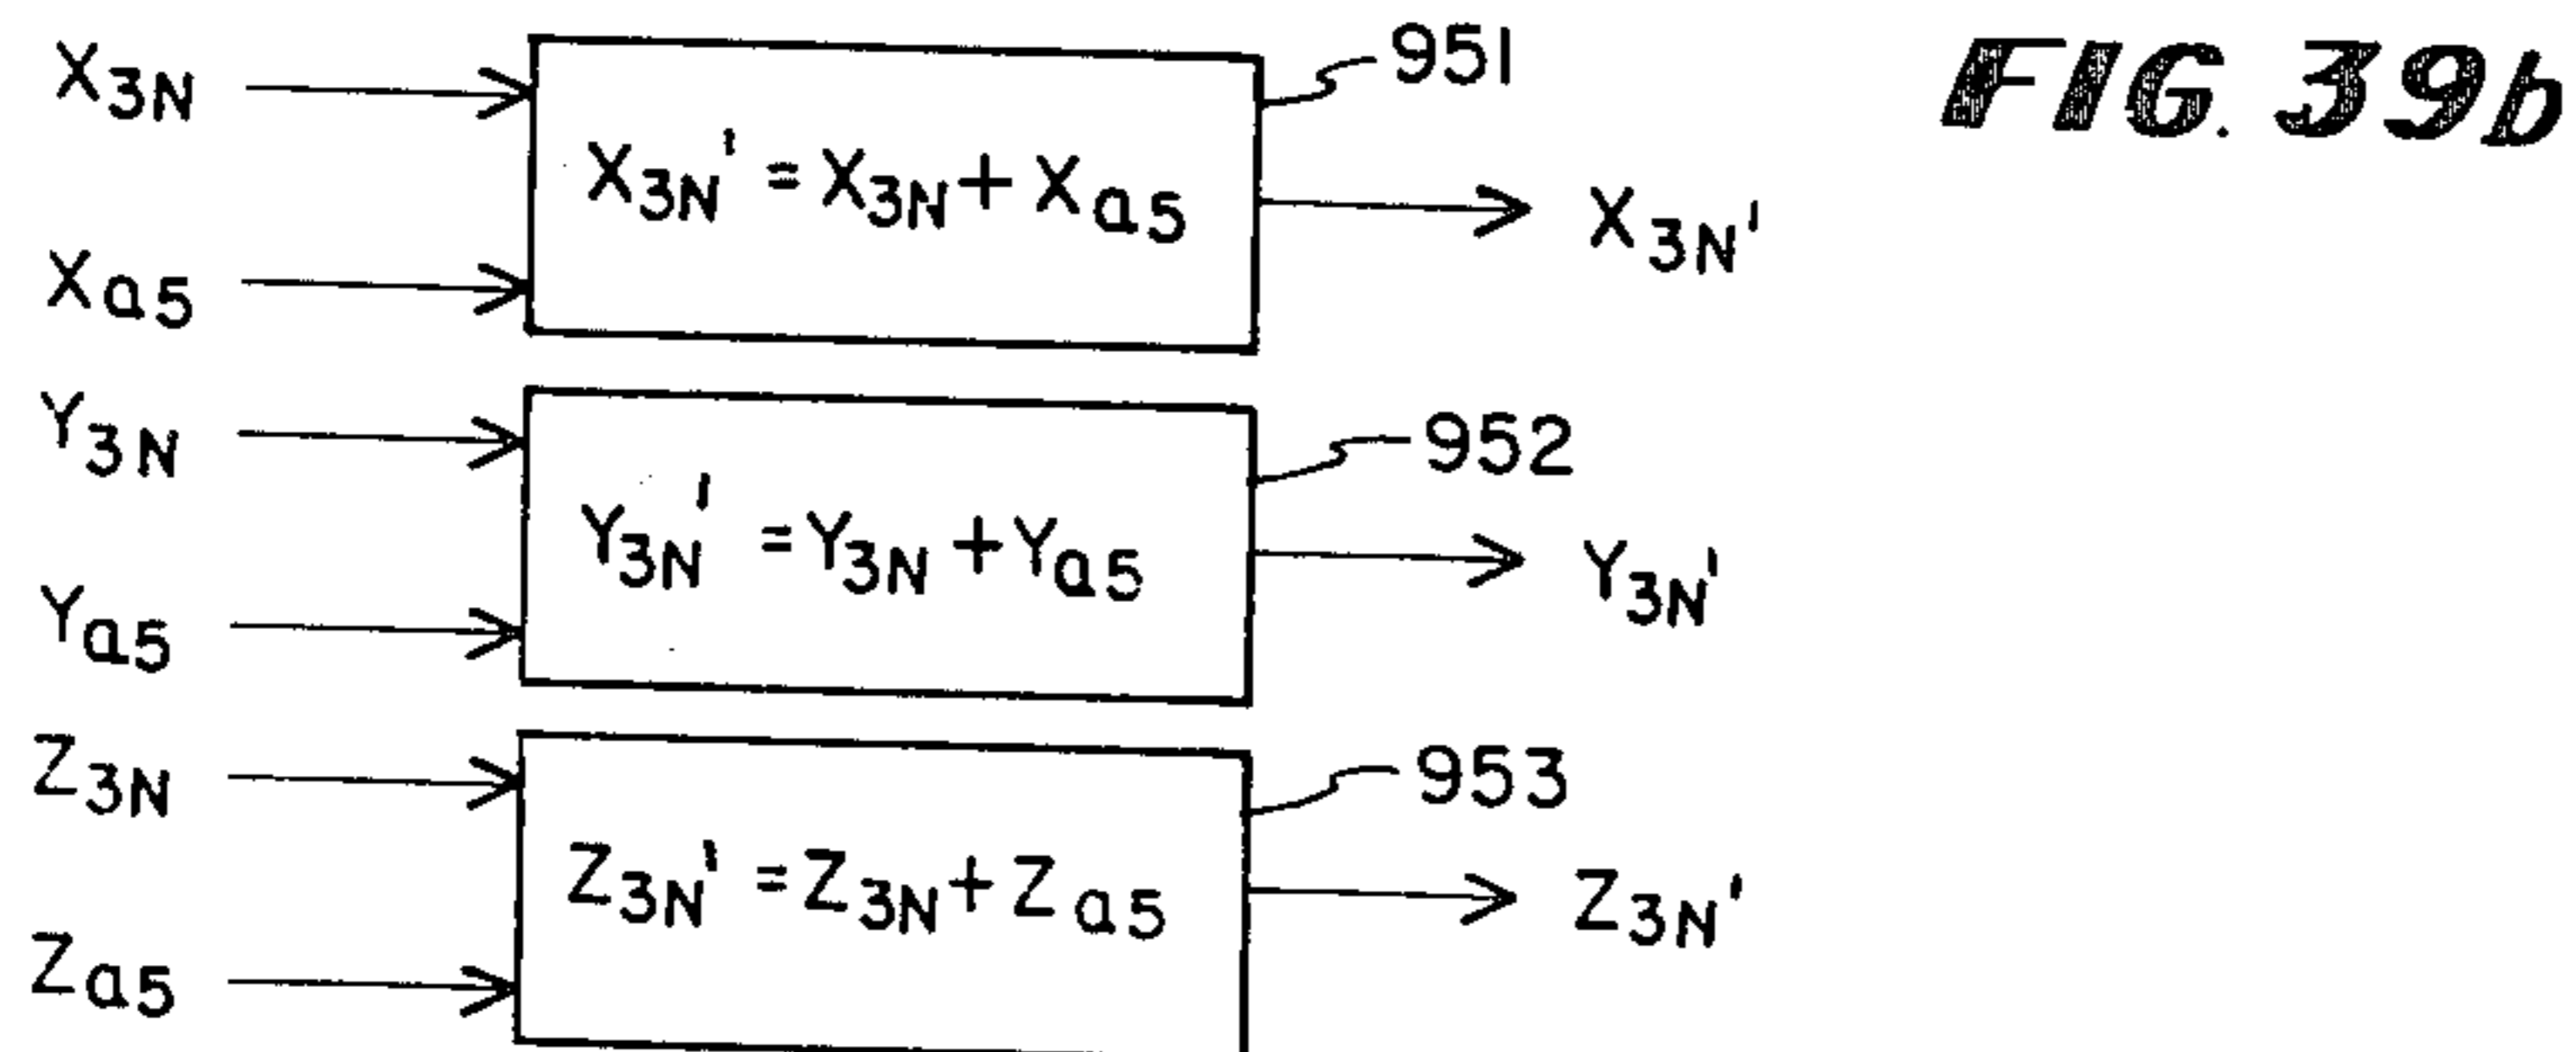 X3N
951
FIG. 39b
X3N' = X3N + Xa5
X3N'
Xa5
Y3N
952
Y3N' = Y3N + Ya5
Y3N'
Ya5
Z3N
953
Z3N' = Z3N + Za5
Z3N'
Za5